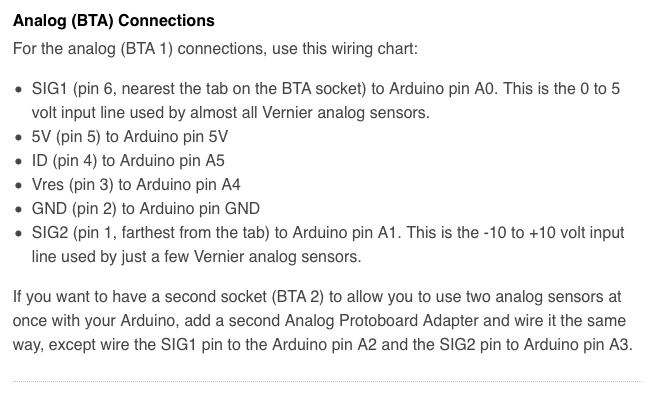 Analog (BTA) Connections
For the analog (BTA 1) connections, use this wiring chart:
• SIG1 (pin 6, nearest the tab on the BTA socket) to Arduino pin A0. This is the 0 to 5
volt input line used by almost all Vernier analog sensors.
• 5V (pin 5) to Arduino pin 5V
• ID (pin 4) to Arduino pin A5
• Vres (pin 3) to Arduino pin A4
• GND (pin 2) to Arduino pin GND
• SIG2 (pin 1, farthest from the tab) to Arduino pin A1. This is the -10 to +10 volt input
line used by just a few Vernier analog sensors.
If you want to have a second socket (BTA 2) to allow you to use two analog sensors at
once with your Arduino, add a second Analog Protoboard Adapter and wire it the same
way, except wire the SIG1 pin to the Arduino pin A2 and the SIG2 pin to Arduino pin A3.